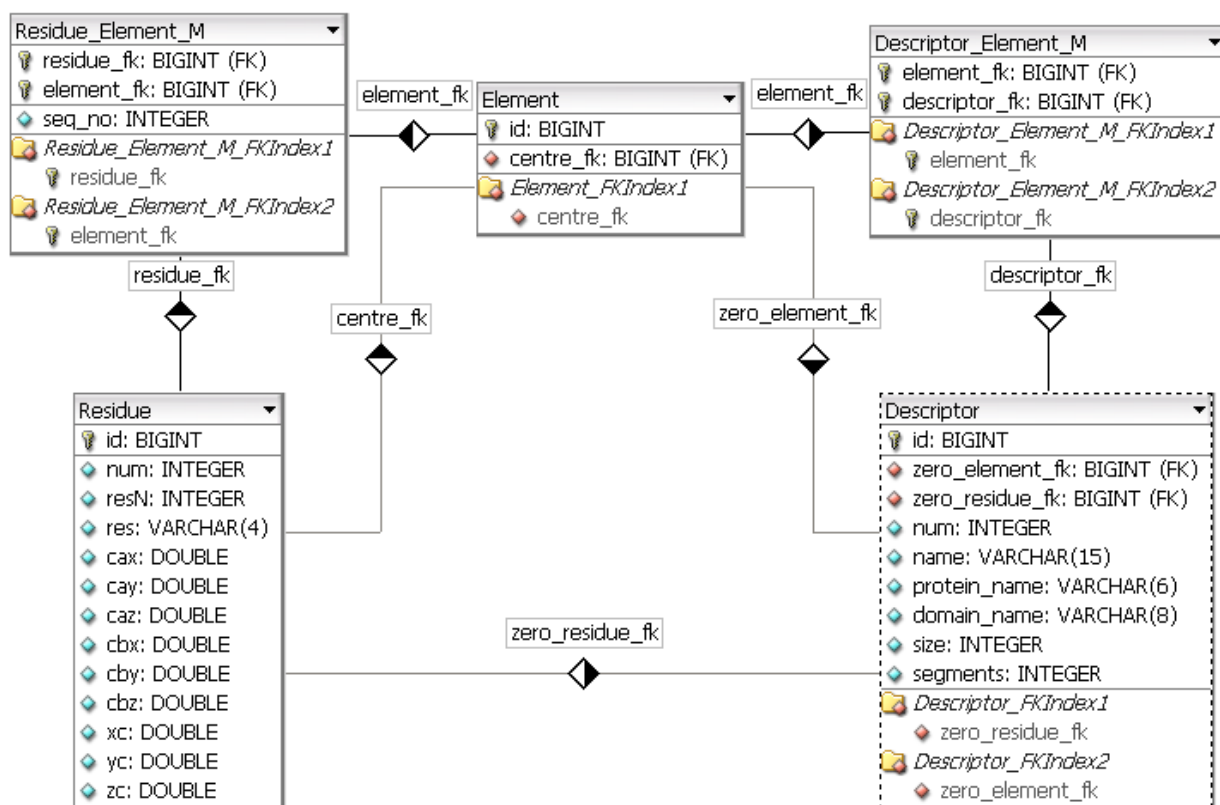 Residue_Element_M
residue_fk: BIGINT (FK)
element_fk: BIGINT (FK)
seq_no: INTEGER
Residue_Element_M_FKIndex1
residue_fk
Residue_Element_M_FKIndex2
element_fk
element_fk
Element
id: BIGINT
centre_fk: BIGINT (FK)
Element_FKIndex1
centre_fk
element_fk
Descriptor_Element_M
element_fk: BIGINT (FK)
descriptor_fk: BIGINT (FK)
Descriptor_Element_M_FKIndex1
element_fk
Descriptor_Element_M_FKIndex2
descriptor_fk
residue_fk
centre_fk
zero_element_fk
descriptor_fk
Residue
id: BIGINT
num: INTEGER
resN: INTEGER
res: VARCHAR(4)
cax: DOUBLE
cay: DOUBLE
caz: DOUBLE
cbx: DOUBLE
cby: DOUBLE
cbz: DOUBLE
xc: DOUBLE
yc: DOUBLE
zc: DOUBLE
zero_residue_fk
Descriptor
id: BIGINT
zero_element_fk: BIGINT (FK)
zero_residue_fk: BIGINT (FK)
num: INTEGER
name: VARCHAR(15)
protein_name: VARCHAR(6)
domain_name: VARCHAR(8)
size: INTEGER
segments: INTEGER
Descriptor_FKIndex1
zero_residue_fk
Descriptor_FKIndex2
zero_element_fk